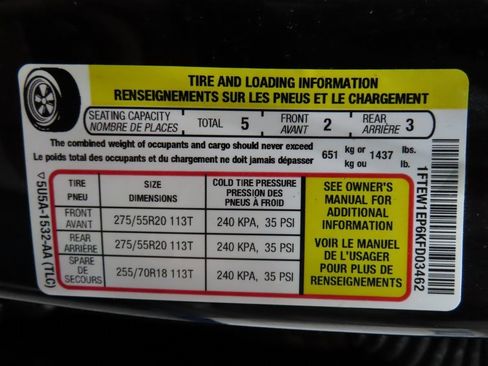 TIRE AND LOADING INFORMATION
RENSEIGNEMENTS SUR LES PNEUS ET LE CHARGEMENT
SEATING CAPACITY
NOMBRE DE PLACES
TOTAL 5
FRONT
AVANT 2
REAR
ARRIÈRE 3
The combined weight of occupants and cargo should never exceed
Le poids total des occupants et du chargement ne doit jamais dépasser
651 kg or 1437 lbs.
kg ou lb.
TIRE
PNEU
SIZE
DIMENSIONS
COLD TIRE PRESSURE
PRESSION DES
PNEUS À FROID
FRONT
AVANT
275/55R20 113T
240 KPA, 35 PSI
REAR
ARRIÈRE
275/55R20 113T
240 KPA, 35 PSI
SPARE
DE
SECOURS
255/70R18 113T
240 KPA, 35 PSI
SEE OWNER'S
MANUAL FOR
ADDITIONAL
INFORMATION
VOIR LE MANUEL
DE L'USAGER
POUR PLUS DE
RENSEIGNEMENTS
▽5U5A-1532-AA (TLC)
1FTEW1EP6KFD03462